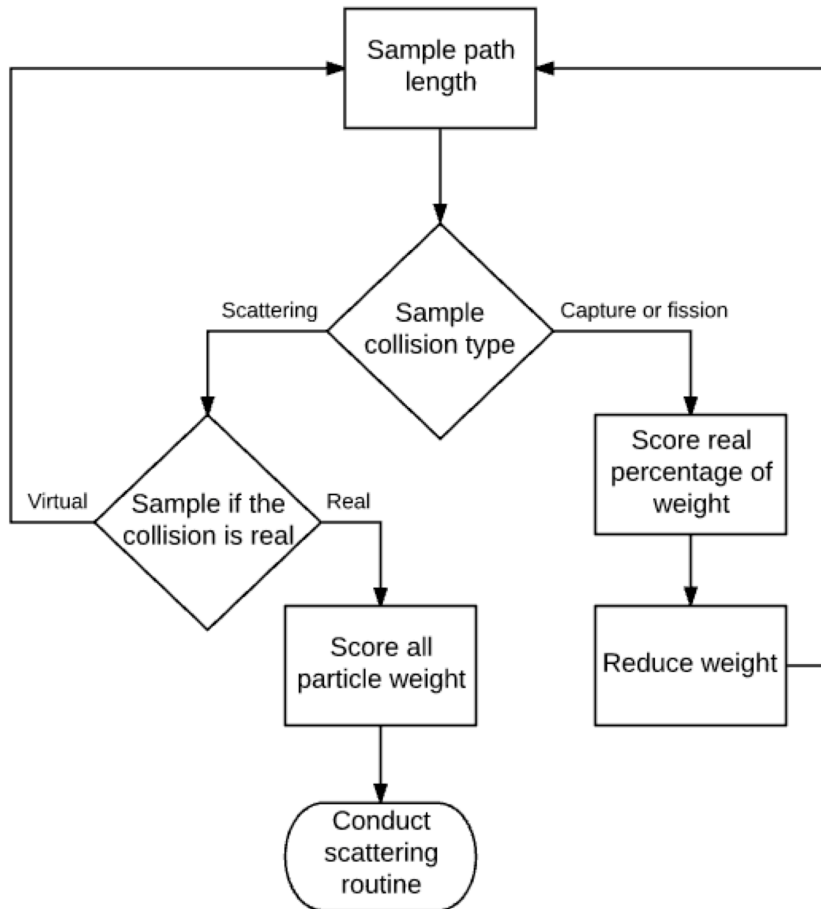 Sample path
length
Scattering
Sample
collision type
Capture or fission
Score real
percentage of
weight
Virtual
Sample if the
collision is real
Real
Score all
particle weight
Reduce weight
Conduct
scattering
routine